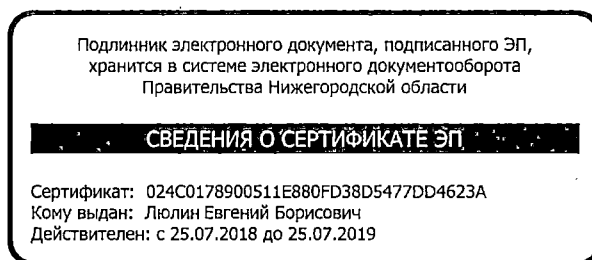 Подлинник электронного документа, подписанного ЭП,
хранится в системе электронного документооборота
Правительства Нижегородской области
СВЕДЕНИЯ О СЕРТИФИКАТЕ ЭП
Сертификат: 024C0178900511E880FD38D5477DD4623A
Кому выдан: Люлин Евгений Борисович
Действителен: с 25.07.2018 до 25.07.2019